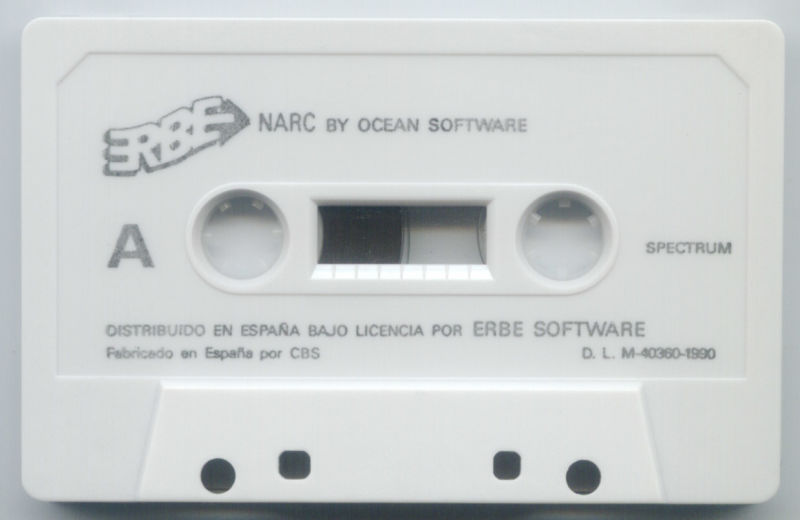 ERBE
NARC BY OCEAN SOFTWARE
A
SPECTRUM
DISTRIBUIDO EN ESPAÑA BAJO LICENCIA POR ERBE SOFTWARE
Fabricado en España por CBS D. L. M-40360-1990